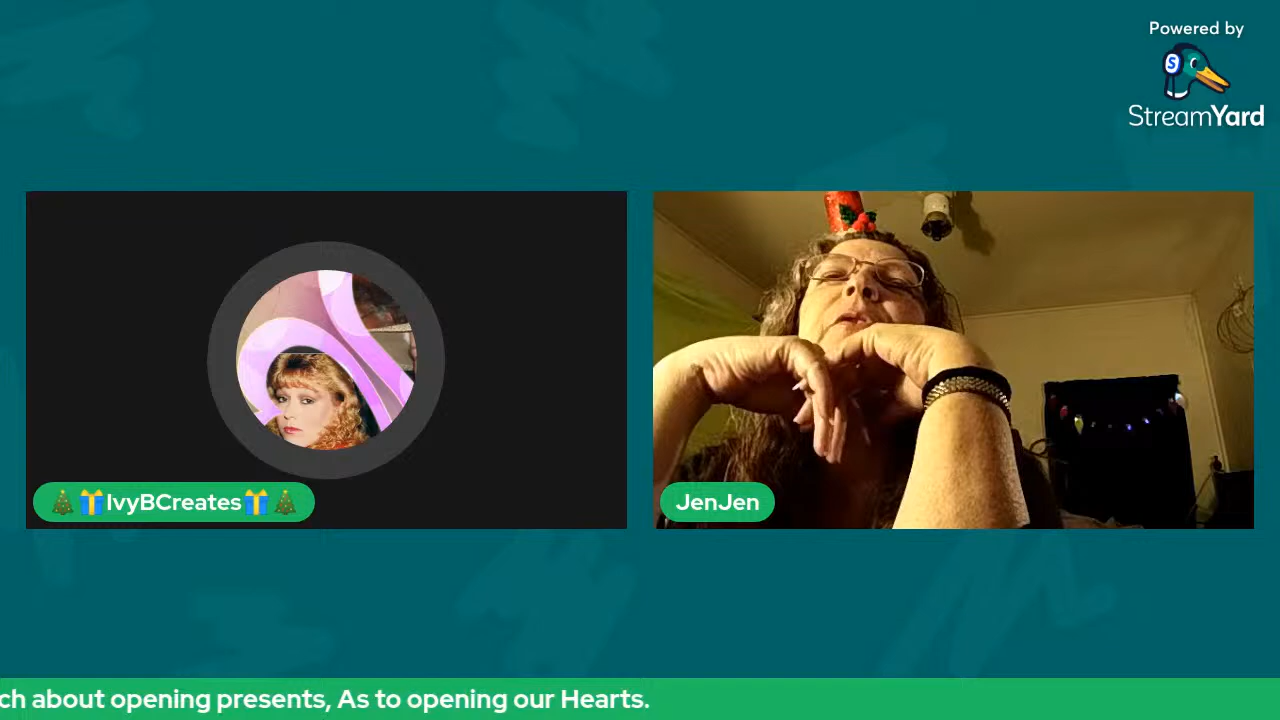 Powered by
S
StreamYard
🎄🎁IvyBCreates🎁🎄
JenJen
ch about opening presents, As to opening our Hearts.